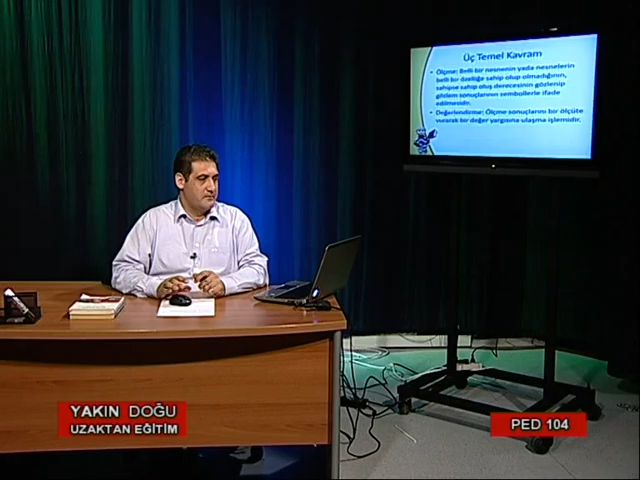 Üç Temel Kavram
• Ölçme: Belli bir nesnenin yada nesnelerin
belli bir özelliğe sahip olup olmadığının,
sahipse sahip oluş derecesinin gözlenip
gözlem sonuçlarının sembollerle ifade
edilmesidir.
• Değerlendirme: Ölçme sonuçlarını bir ölçüte
vurarak bir değer yargısına ulaşma işlemidir.
YAKIN DOĞU
UZAKTAN EĞİTİM
PED 104